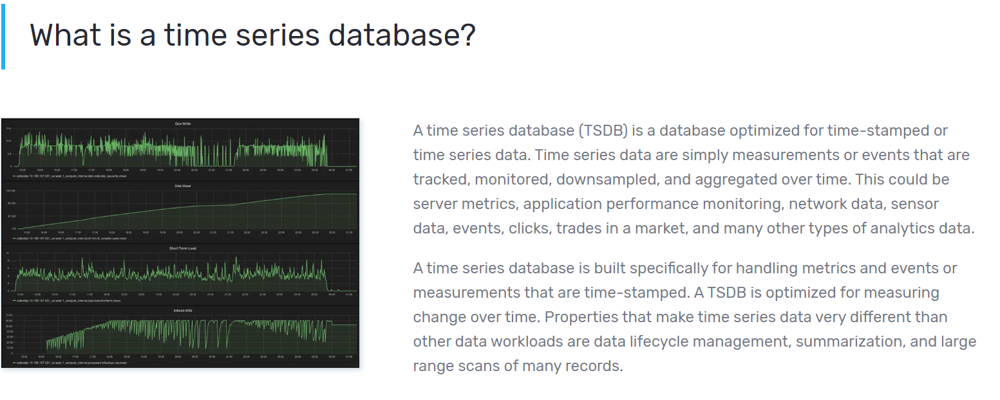 What is a time series database?
Ops Write
Disk Used
Short Term Load
Influx RSS
A time series database (TSDB) is a database optimized for time-stamped or
time series data. Time series data are simply measurements or events that are
tracked, monitored, downsampled, and aggregated over time. This could be
server metrics, application performance monitoring, network data, sensor
data, events, clicks, trades in a market, and many other types of analytics data.
A time series database is built specifically for handling metrics and events or
measurements that are time-stamped. A TSDB is optimized for measuring
change over time. Properties that make time series data very different than
other data workloads are data lifecycle management, summarization, and large
range scans of many records.